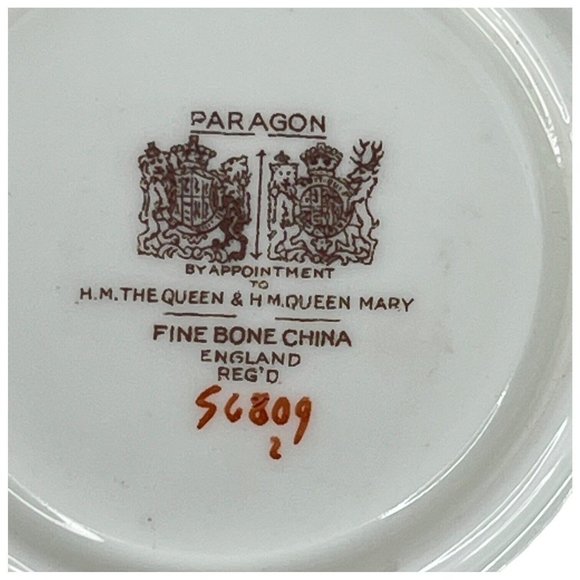 PARAGON
BY APPOINTMENT
TO
H.M. THE QUEEN & H M. QUEEN MARY
FINE BONE CHINA
ENGLAND
REG'D
S6809
2